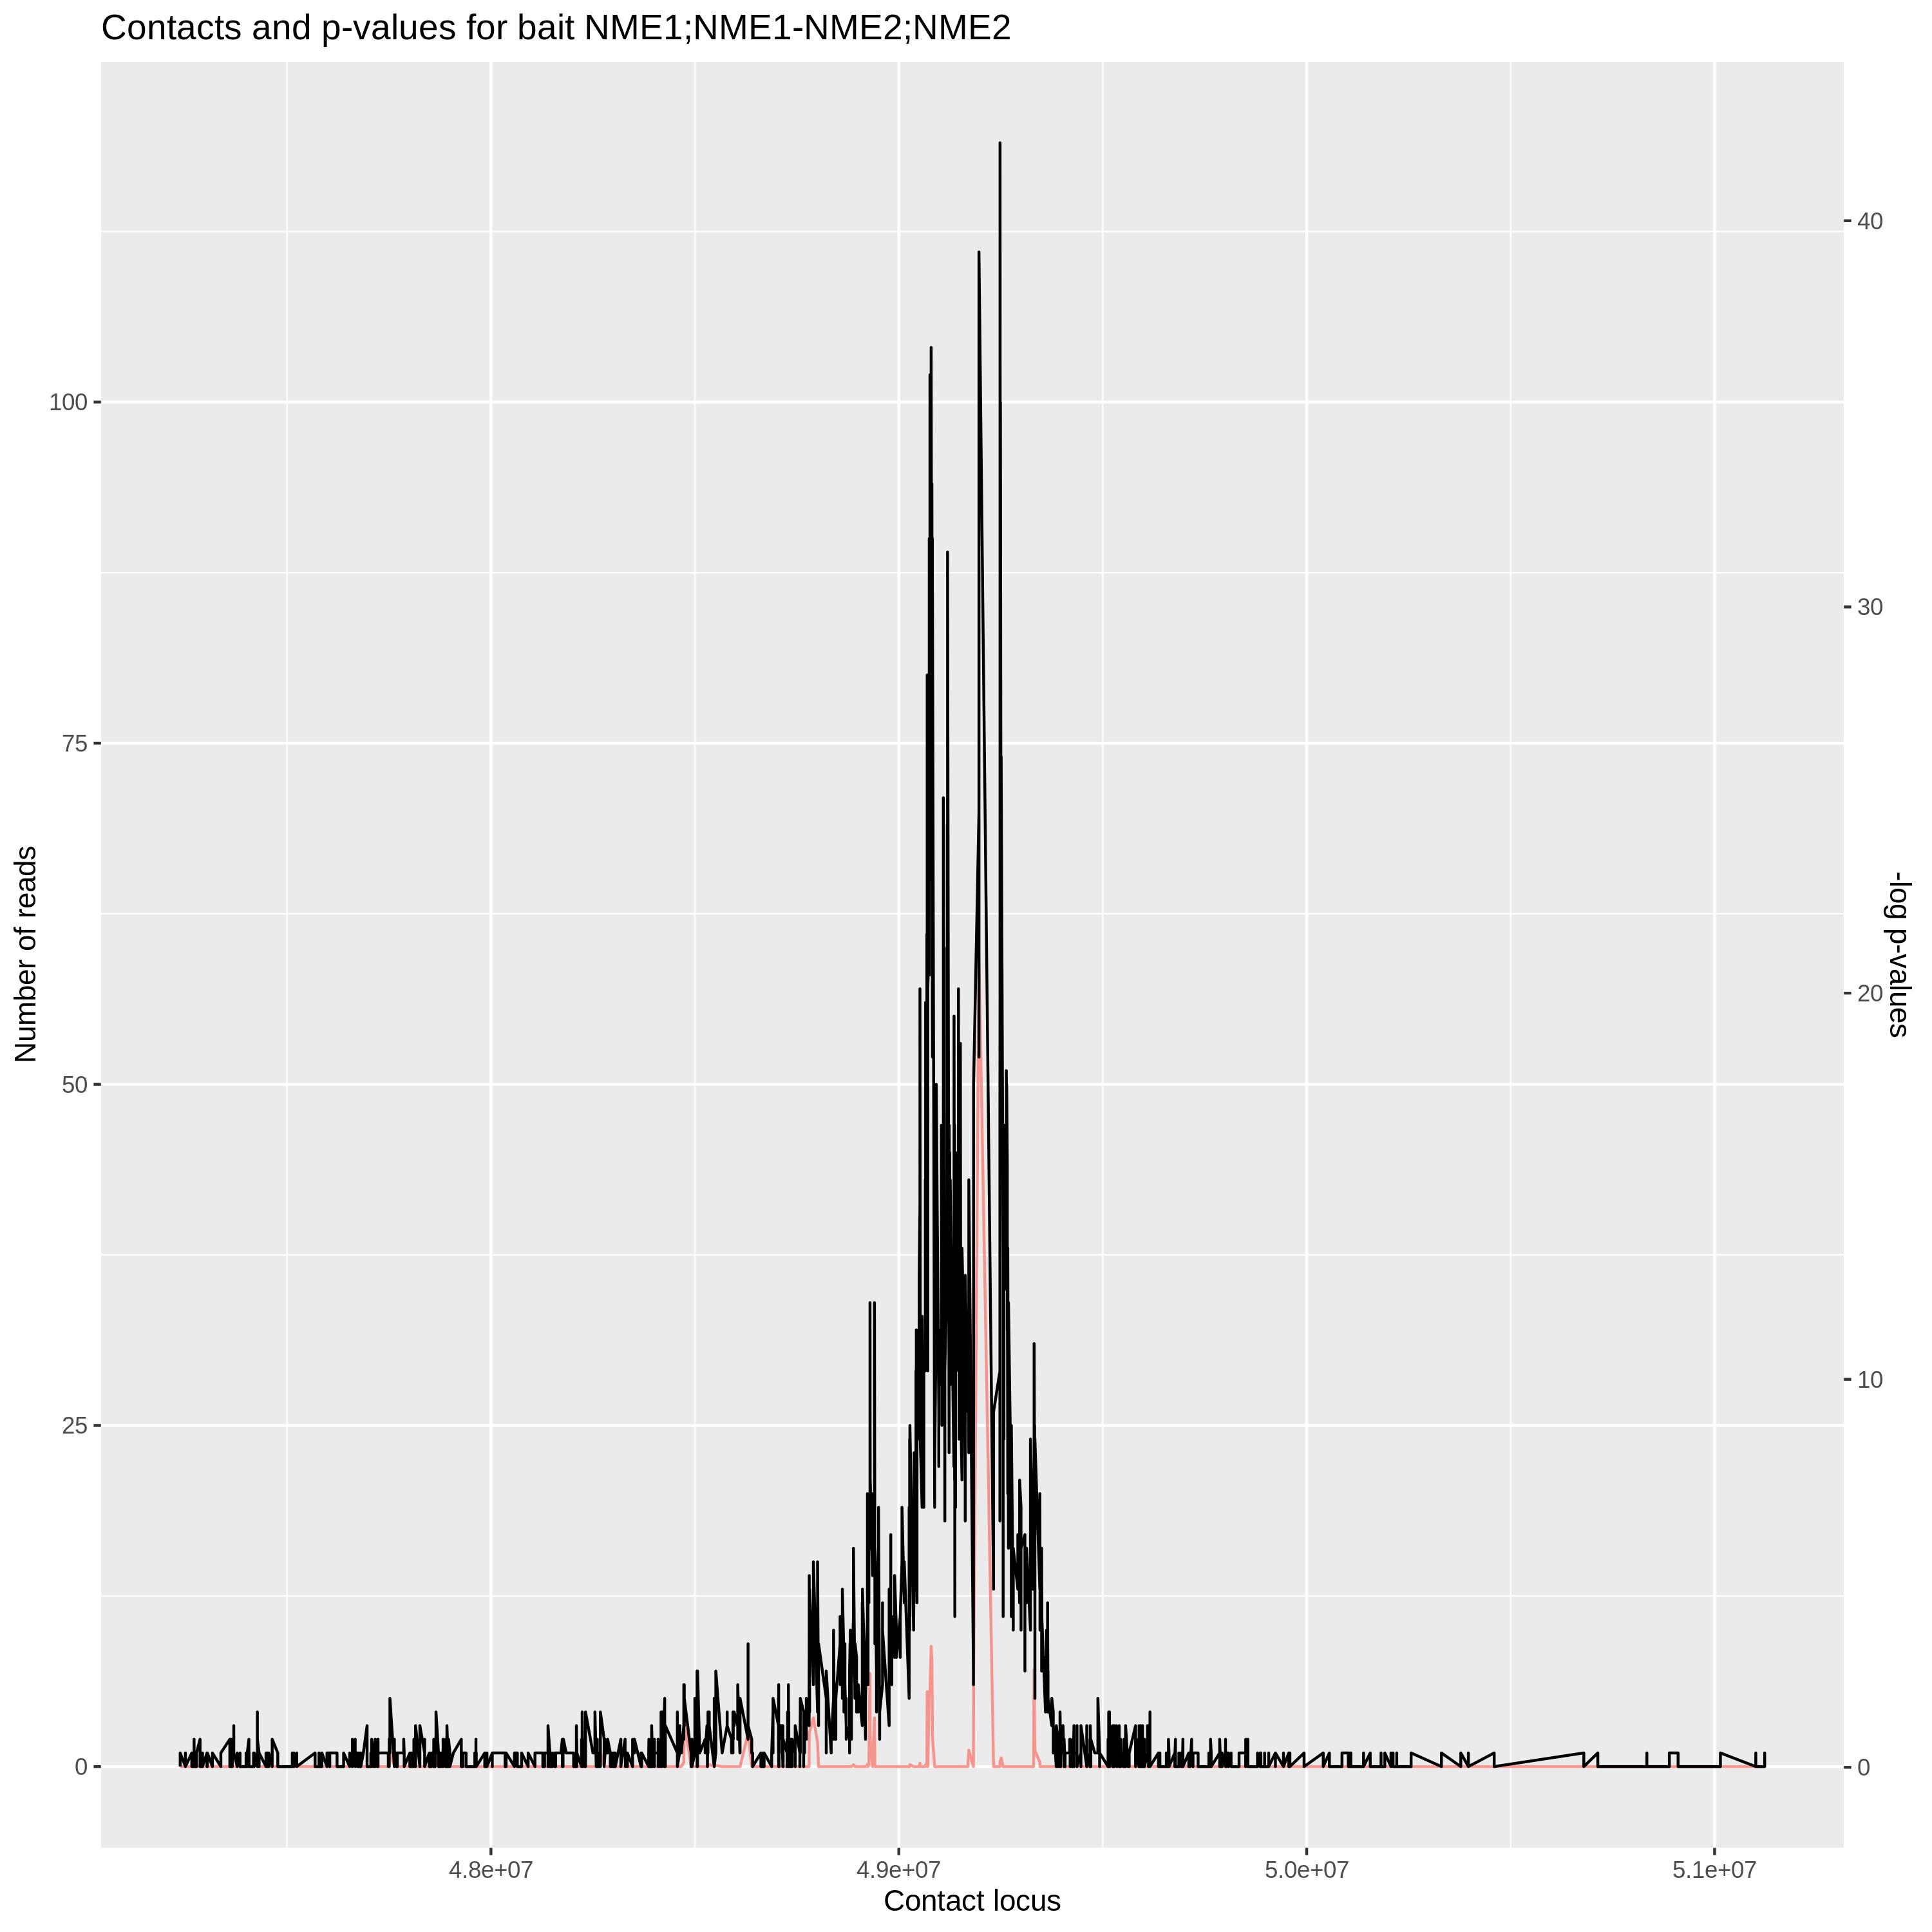 Contacts and p-values for bait NME1;NME1-NME2;NME2
Number of reads
100
75
50
25
0
40
30
20
10
0
-log p-values
4.8e+07
4.9e+07
5.0e+07
5.1e+07
Contact locus